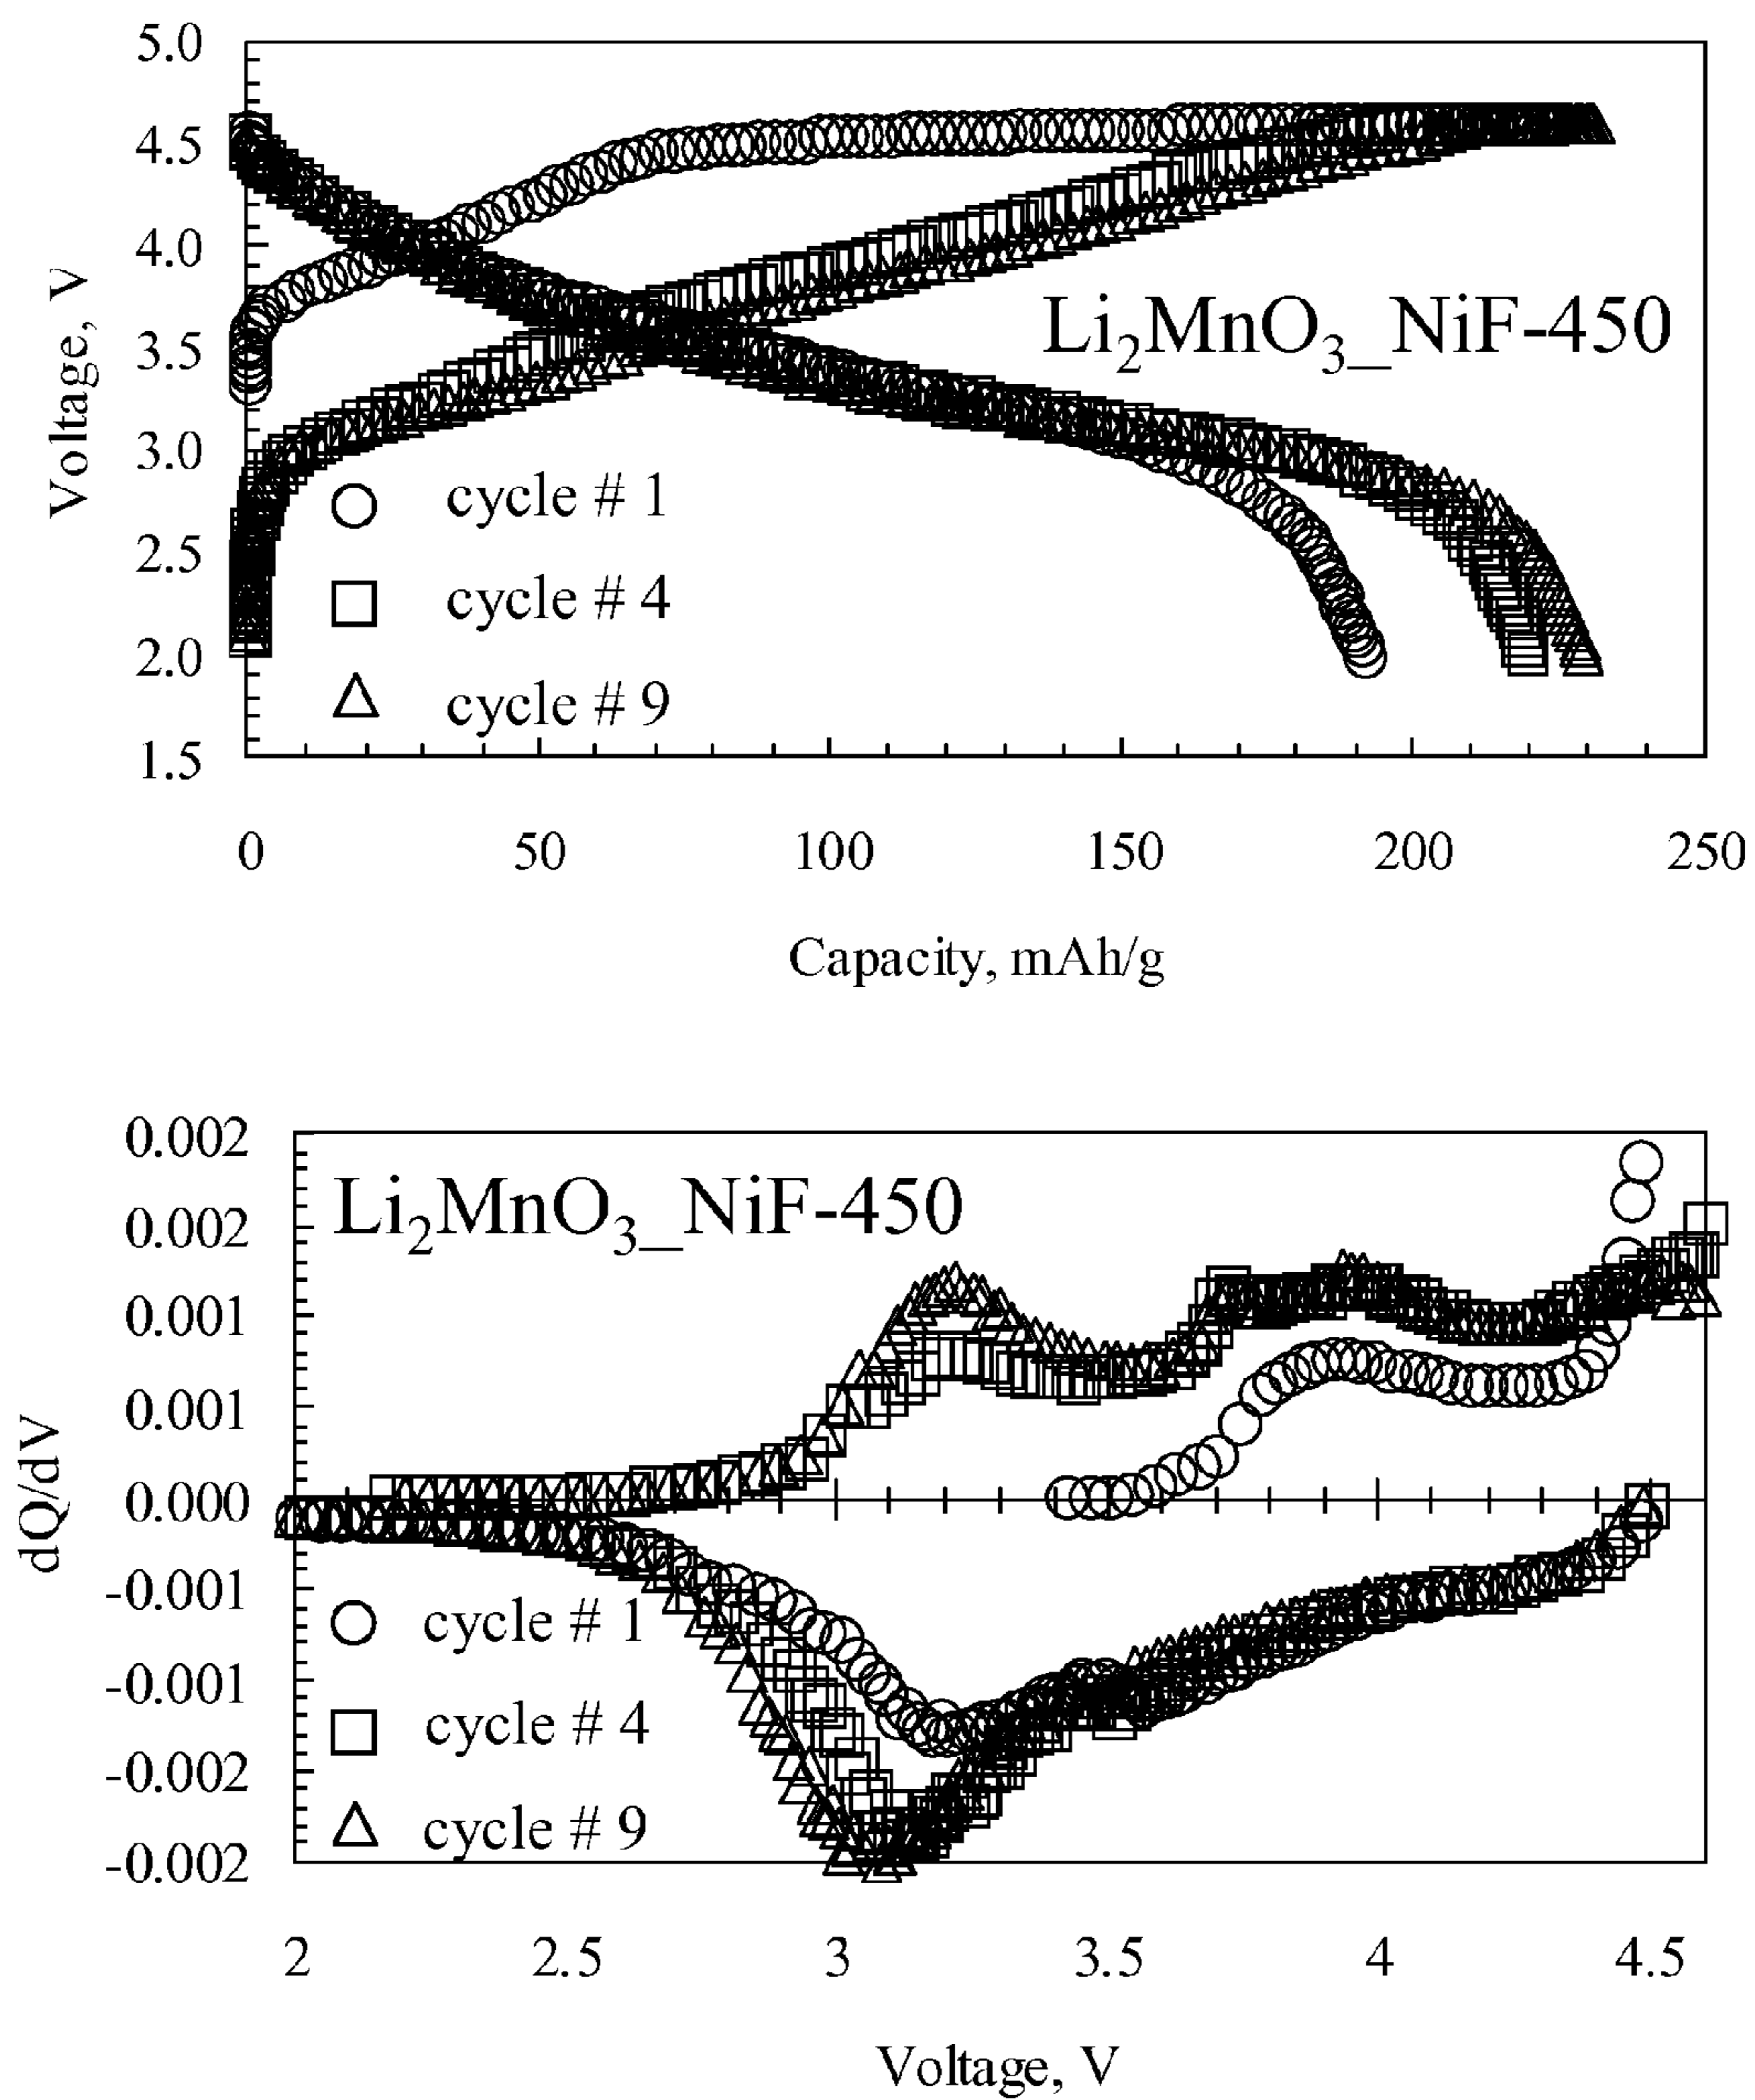 5.0
4.5
4.0
3.5
3.0
2.5
2.0
1.5
Voltage, V
Li₂MnO₃_NiF-450
cycle # 1
cycle # 4
cycle # 9
0 50 100 150 200 250
Capacity, mAh/g
0.002
0.002
0.001
0.001
0.000
-0.001
-0.001
-0.002
-0.002
dQ/dV
Li₂MnO₃_NiF-450
cycle # 1
cycle # 4
cycle # 9
2 2.5 3 3.5 4 4.5
Voltage, V